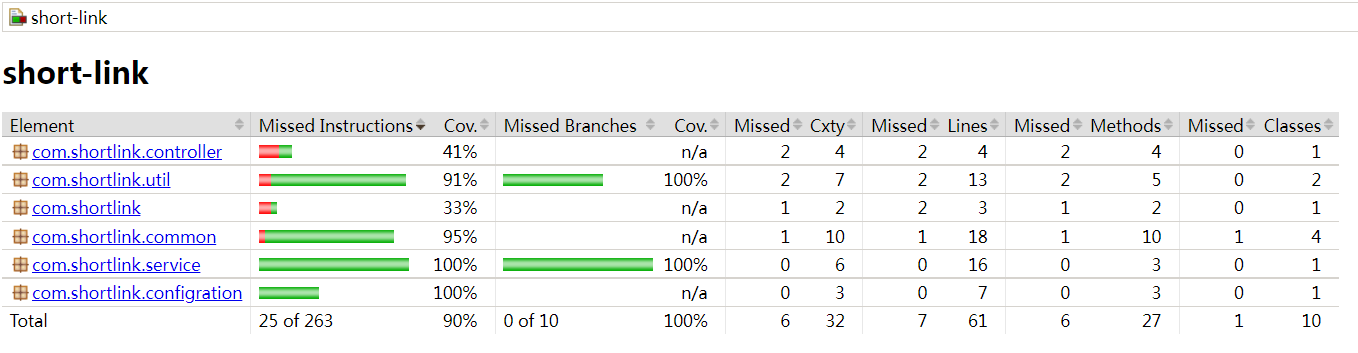 short-link
short-link
Element Missed Instructions Cov. Missed Branches Cov. Missed Cxty Missed Lines Missed Methods Missed Classes
com.shortlink.controller 41% n/a 2 4 2 4 2 4 0 1
com.shortlink.util 91% 100% 2 7 2 13 2 5 0 2
com.shortlink 33% n/a 1 2 2 3 1 2 0 1
com.shortlink.common 95% n/a 1 10 1 18 1 10 1 4
com.shortlink.service 100% 100% 0 6 0 16 0 3 0 1
com.shortlink.configration 100% n/a 0 3 0 7 0 3 0 1
Total 25 of 263 90% 0 of 10 100% 6 32 7 61 6 27 1 10